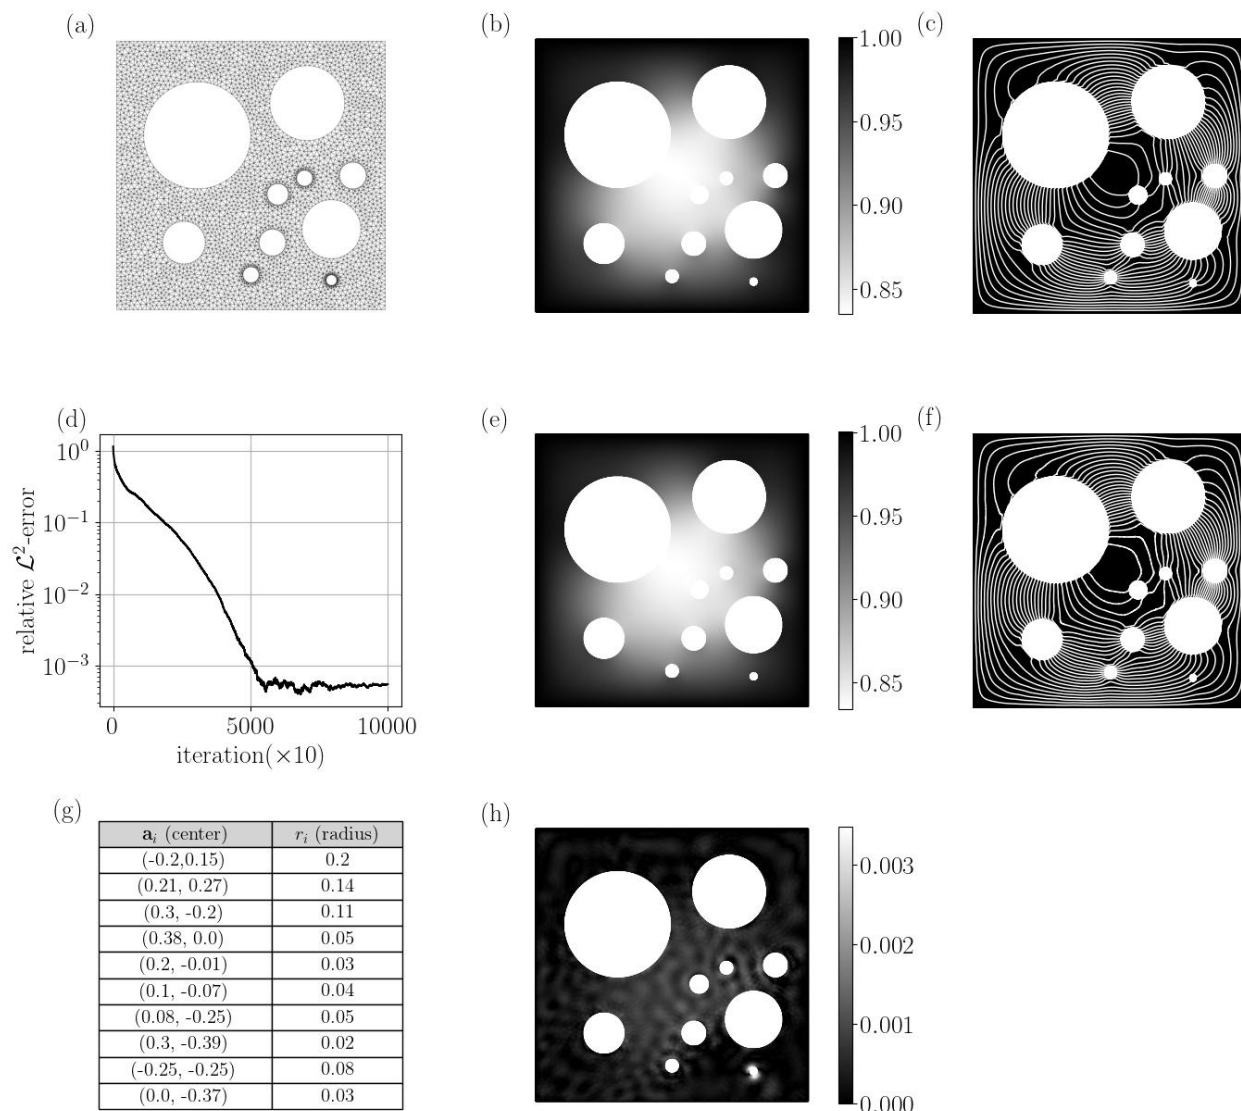 (a)
(b)
1.00
0.95
0.90
0.85
(c)
(d)
10^0
10^-1
10^-2
10^-3
relative 𝓛^2-error
0
5000
10000
iteration(×10)
(e)
1.00
0.95
0.90
0.85
(f)
(g)
a_i (center) r_i (radius)
(-0.2,0.15) 0.2
(0.21, 0.27) 0.14
(0.3, -0.2) 0.11
(0.38, 0.0) 0.05
(0.2, -0.01) 0.03
(0.1, -0.07) 0.04
(0.08, -0.25) 0.05
(0.3, -0.39) 0.02
(-0.25, -0.25) 0.08
(0.0, -0.37) 0.03
(h)
0.003
0.002
0.001
0.000